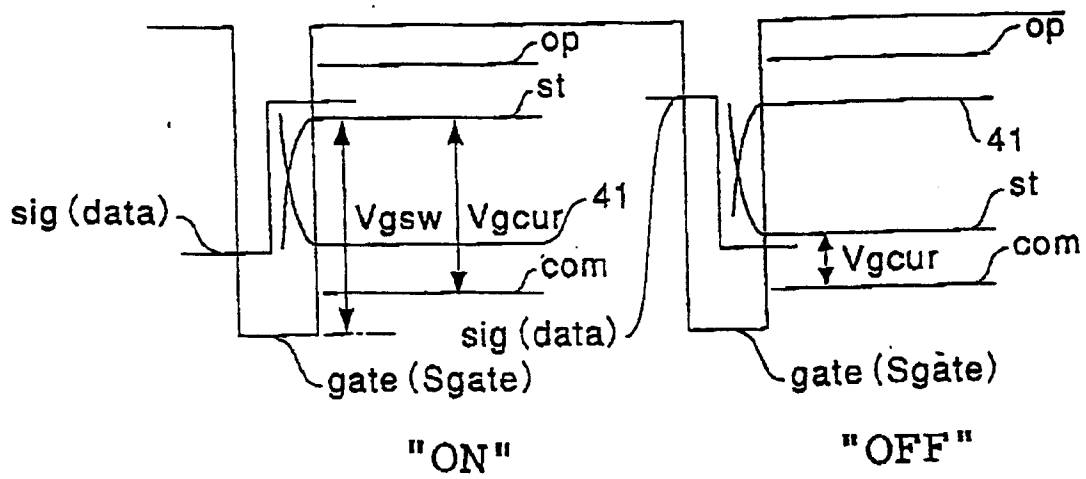 op
st
sig (data)
Vgsw
Vgcur
41
com
gate (Sgate)
"ON"
op
41
st
com
Vgcur
sig (data)
gate (Sgate)
"OFF"